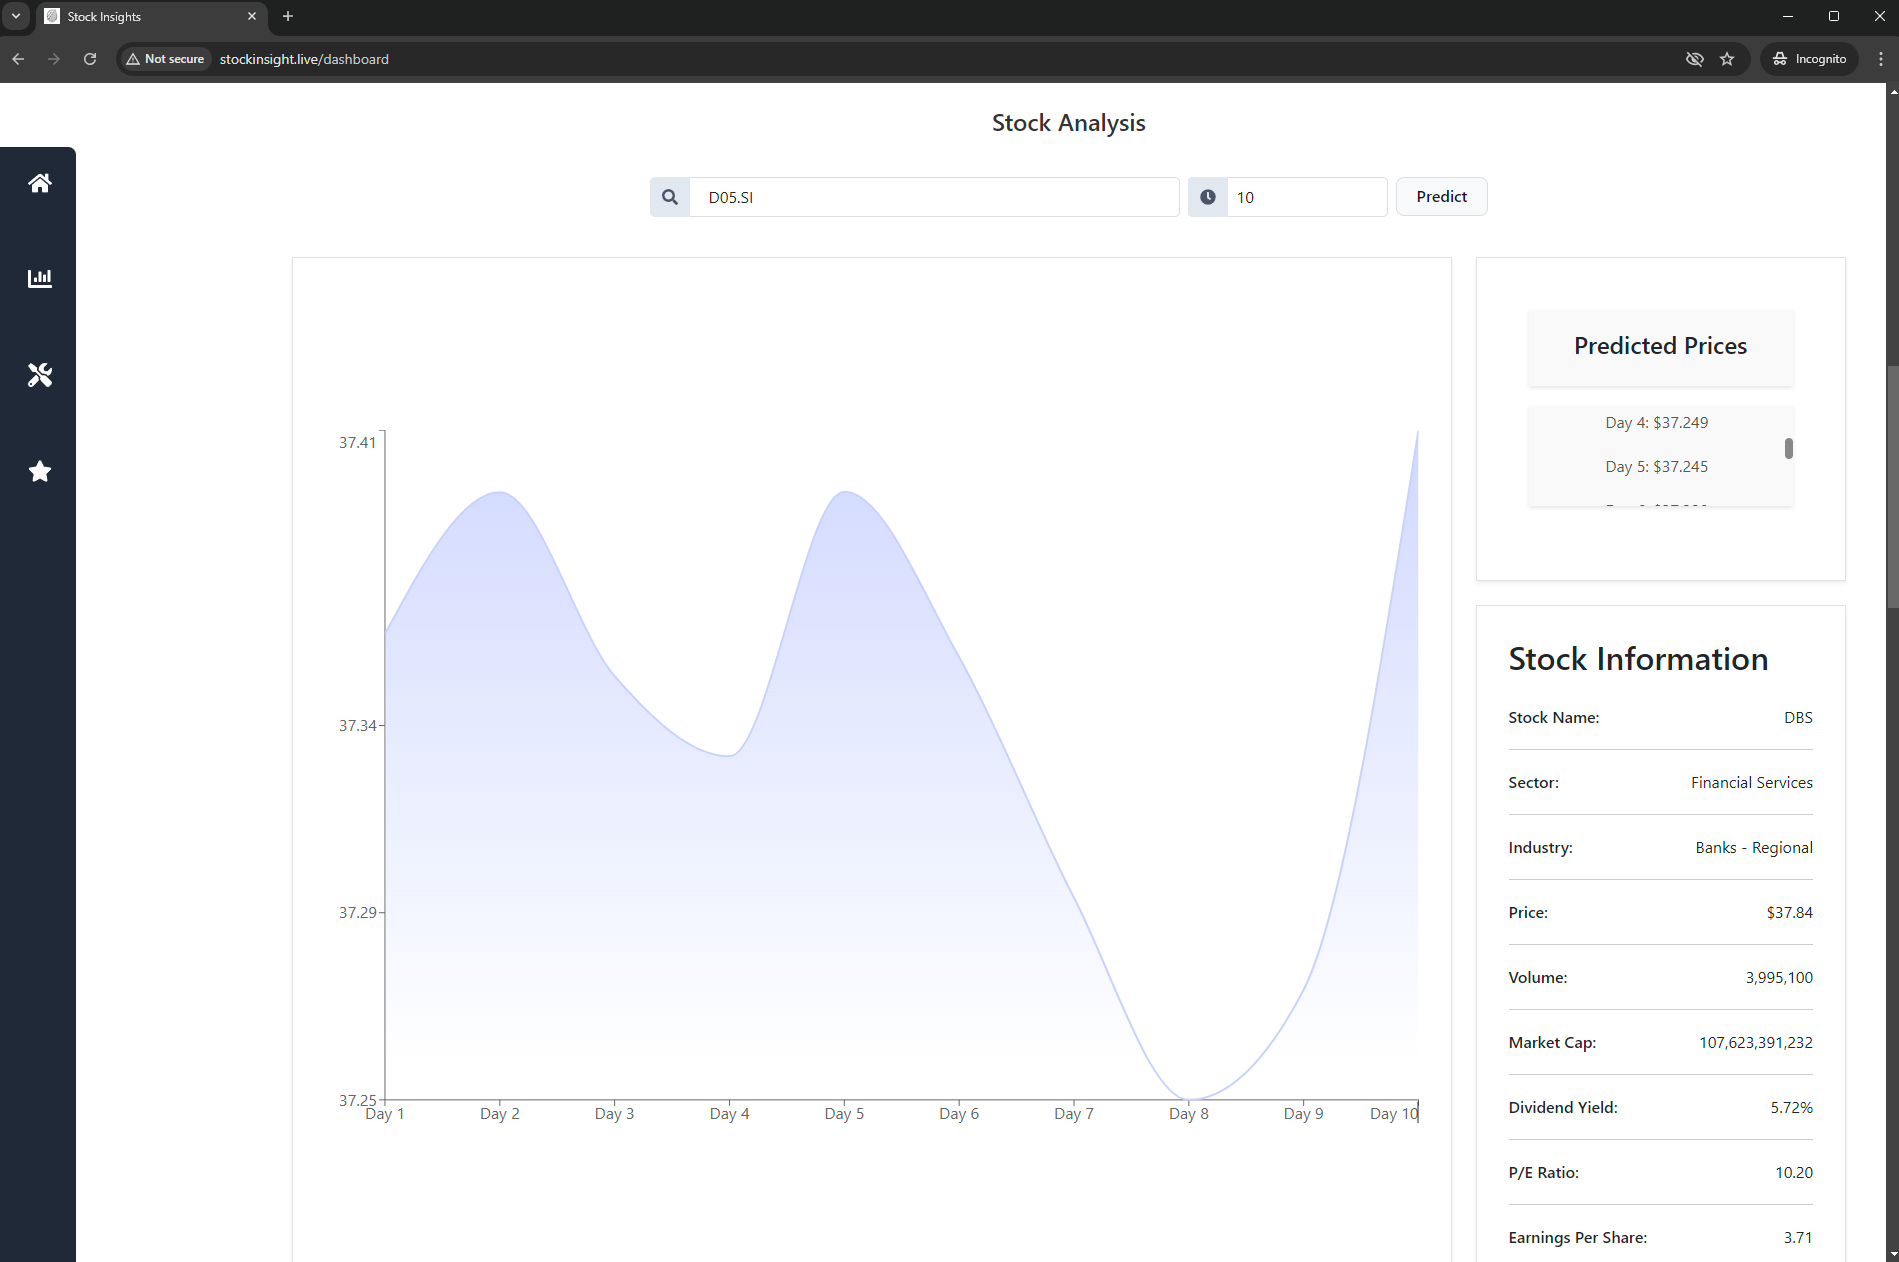 Stock Insights
Not secure
stockinsight.live/dashboard
Incognito
Stock Analysis
D05.SI
10
Predict
37.41
37.34
37.29
37.25
Day 1
Day 2
Day 3
Day 4
Day 5
Day 6
Day 7
Day 8
Day 9
Day 10
Predicted Prices
Day 4: $37.249
Day 5: $37.245
Stock Information
Stock Name: DBS
Sector: Financial Services
Industry: Banks - Regional
Price: $37.84
Volume: 3,995,100
Market Cap: 107,623,391,232
Dividend Yield: 5.72%
P/E Ratio: 10.20
Earnings Per Share: 3.71